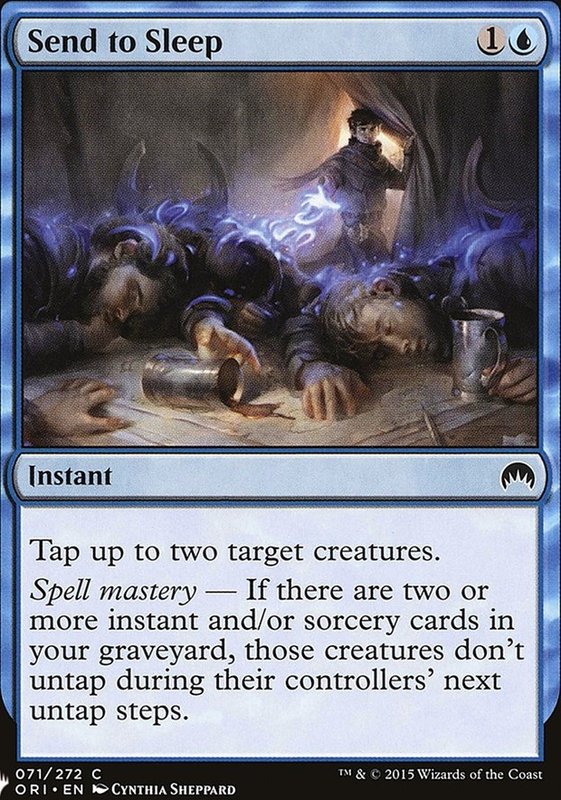 Send to Sleep 1
Instant
Tap up to two target creatures.
Spell mastery — If there are two or
more instant and/or sorcery cards in
your graveyard, those creatures don't
untap during their controllers' next
untap steps.
071/272 C
ORI • EN Cynthia Sheppard
™ & © 2015 Wizards of the Coast